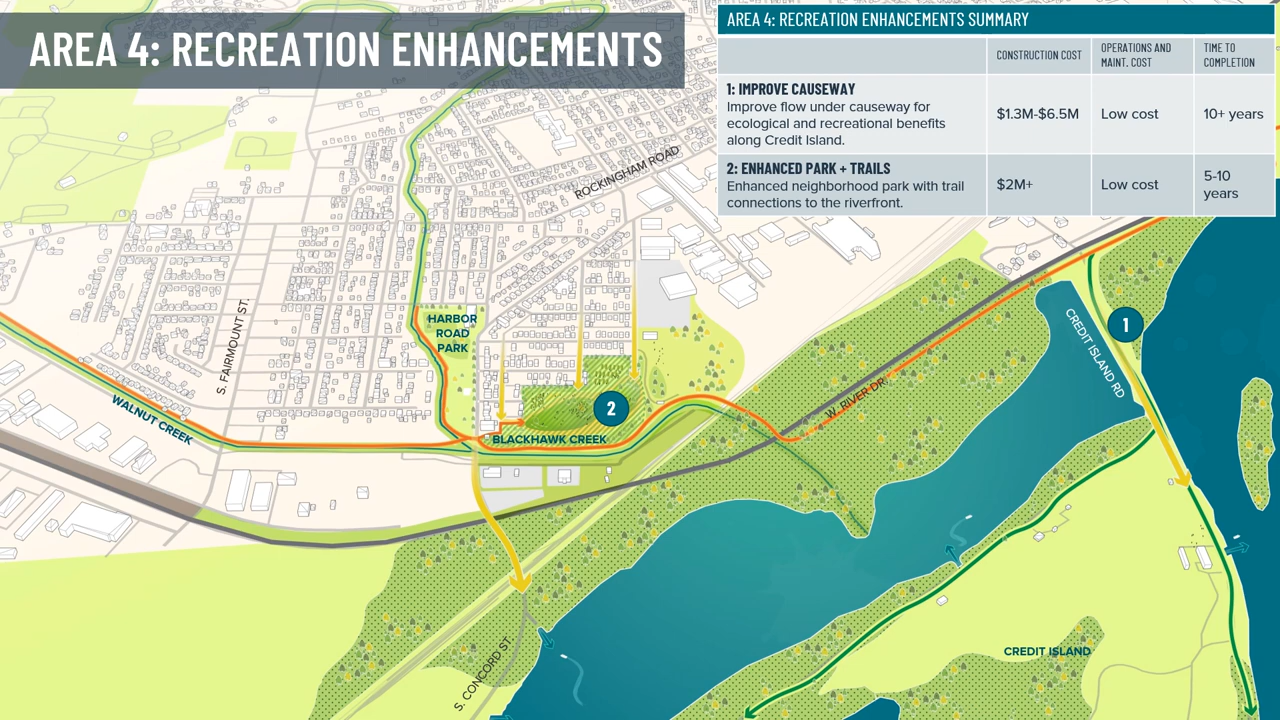 AREA 4: RECREATION ENHANCEMENTS
AREA 4: RECREATION ENHANCEMENTS SUMMARY
CONSTRUCTION COST
OPERATIONS AND
MAINT. COST
TIME TO
COMPLETION
1: IMPROVE CAUSEWAY
Improve flow under causeway for
ecological and recreational benefits
along Credit Island.
$1.3M-$6.5M
Low cost
10+ years
2: ENHANCED PARK + TRAILS
Enhanced neighborhood park with trail
connections to the riverfront.
$2M+
Low cost
5-10
years
ROCKINGHAM ROAD
S. FAIRMOUNT ST.
HARBOR
ROAD
PARK
1
CREDIT ISLAND RD
W. RIVER DR
2
WALNUT CREEK
BLACKHAWK CREEK
S. CONCORD ST
CREDIT ISLAND